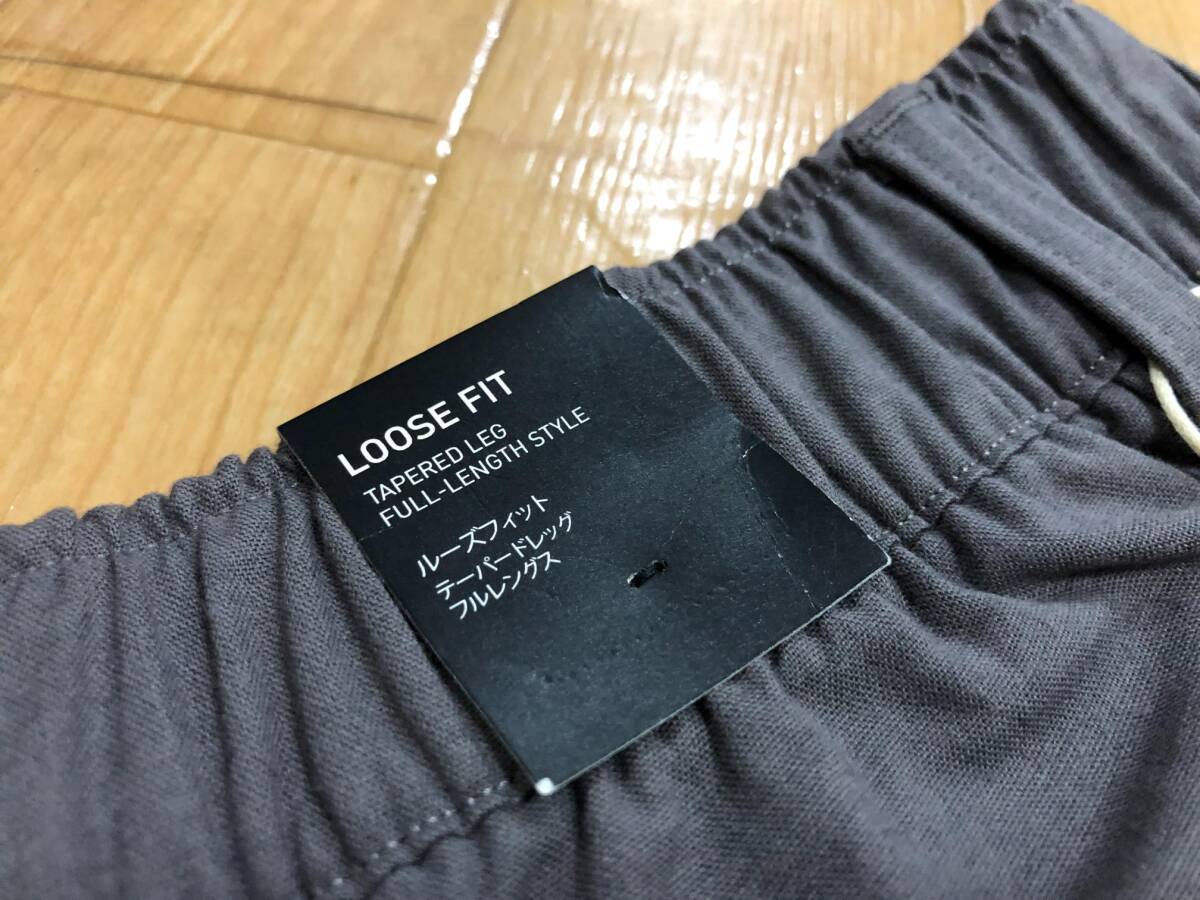 LOOSE FIT
TAPERED LEG
FULL-LENGTH STYLE
ルーズフィット
テーパードレッグ
フルレングス